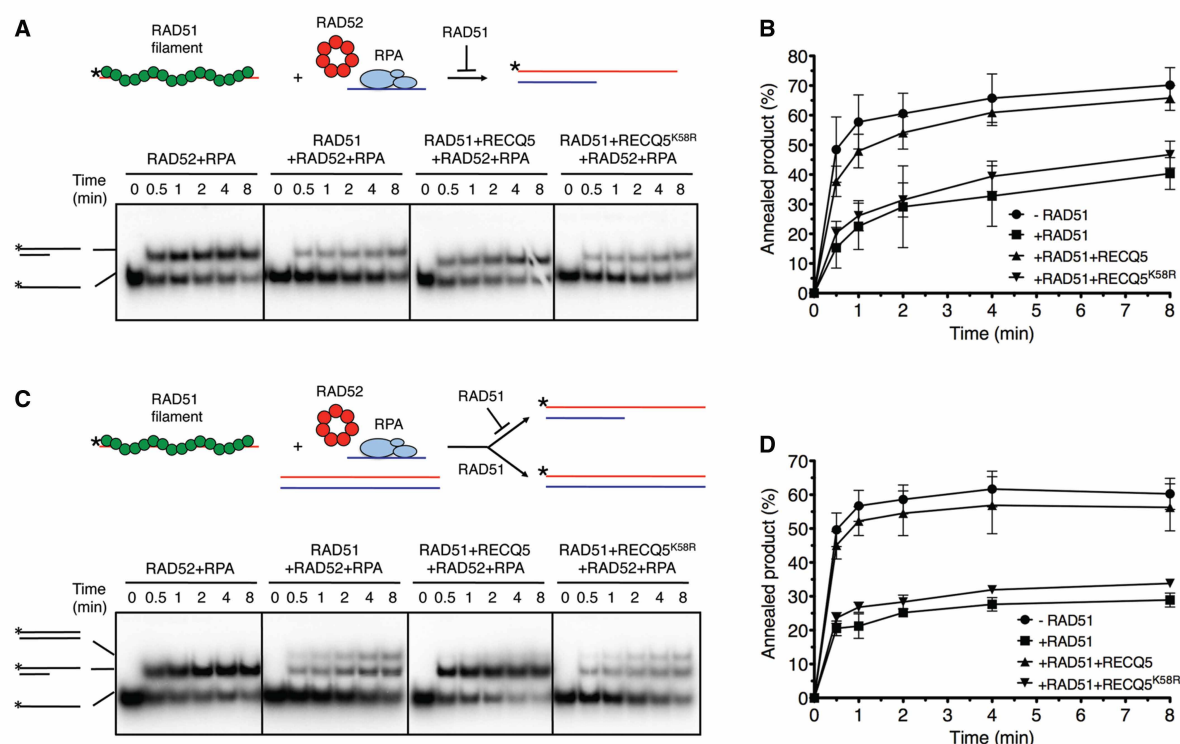 A
RAD51
filament
*
+
RAD52
RPA
RAD51
*
RAD52+RPA
RAD51
+RAD52+RPA
RAD51+RECQ5
+RAD52+RPA
RAD51+RECQ5K58R
+RAD52+RPA
Time
(min)
0 0.5 1 2 4 8 0 0.5 1 2 4 8 0 0.5 1 2 4 8 0 0.5 1 2 4 8
*
*
B
Annealed product (%)
80
70
60
50
40
30
20
10
0
0 1 2 3 4 5 6 7 8
Time (min)
- RAD51
+RAD51
+RAD51+RECQ5
+RAD51+RECQ5K58R
C
RAD51
filament
*
+
RAD52
RPA
RAD51
RAD51
*
*
RAD52+RPA
RAD51
+RAD52+RPA
RAD51+RECQ5
+RAD52+RPA
RAD51+RECQ5K58R
+RAD52+RPA
Time
(min)
0 0.5 1 2 4 8 0 0.5 1 2 4 8 0 0.5 1 2 4 8 0 0.5 1 2 4 8
*
*
*
D
Annealed product (%)
70
60
50
40
30
20
10
0
0 1 2 3 4 5 6 7 8
Time (min)
- RAD51
+RAD51
+RAD51+RECQ5
+RAD51+RECQ5K58R